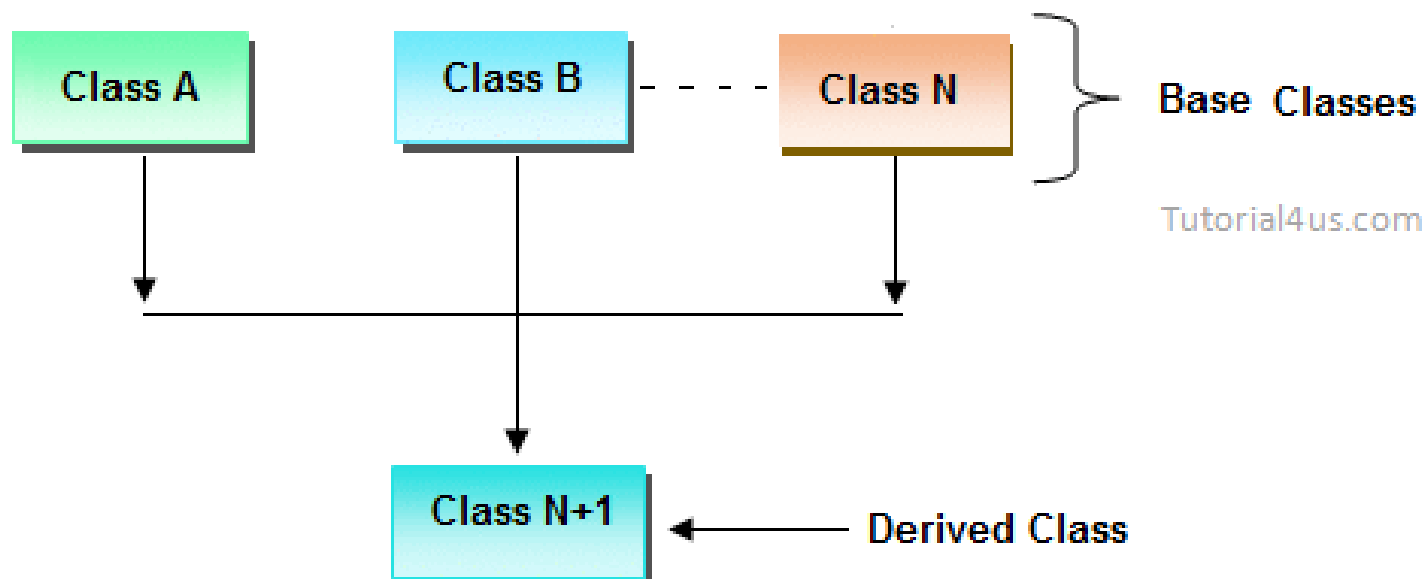 Class A
Class B
Class N
Base Classes
Tutorial4us.com
Class N+1
Derived Class